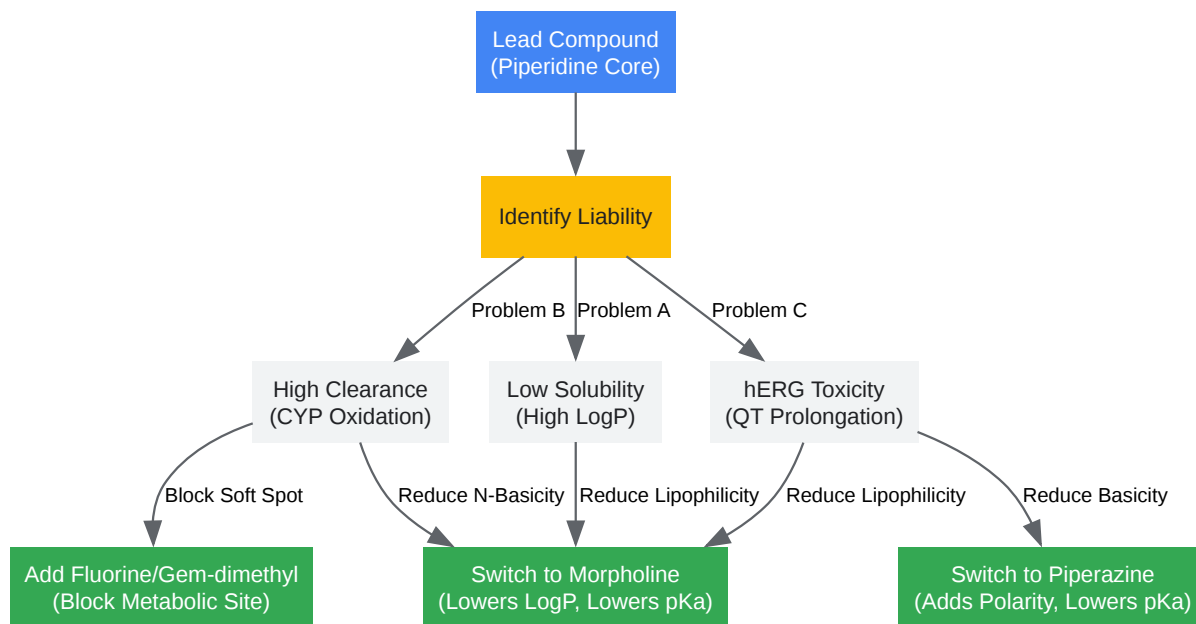 Lead Compound
(Piperidine Core)
Identify Liability
Problem B
Problem A
Problem C
High Clearance
(CYP Oxidation)
Low Solubility
(High LogP)
hERG Toxicity
(QT Prolongation)
Block Soft Spot
Reduce N-Basicity
Reduce Lipophilicity
Reduce Lipophilicity
Reduce Basicity
Add Fluorine/Gem-dimethyl
(Block Metabolic Site)
Switch to Morpholine
(Lowers LogP, Lowers pKa)
Switch to Piperazine
(Adds Polarity, Lowers pKa)